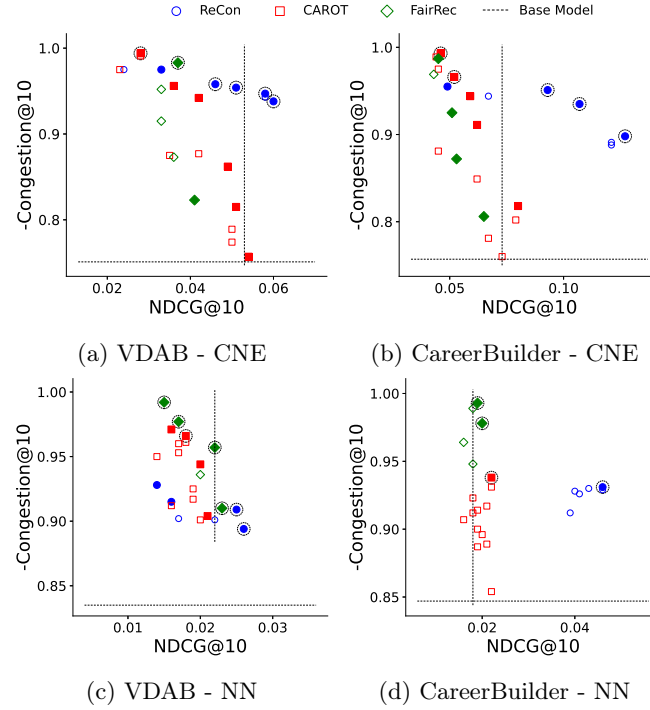 ReCon CAROT FairRec Base Model
-Congestion@10
1.0
0.9
0.8
0.02 0.04 0.06
NDCG@10
(a) VDAB - CNE
-Congestion@10
1.0
0.9
0.8
0.05 0.10
NDCG@10
(b) CareerBuilder - CNE
-Congestion@10
1.00
0.95
0.90
0.85
0.01 0.02 0.03
NDCG@10
(c) VDAB - NN
-Congestion@10
1.00
0.95
0.90
0.85
0.02 0.04
NDCG@10
(d) CareerBuilder - NN